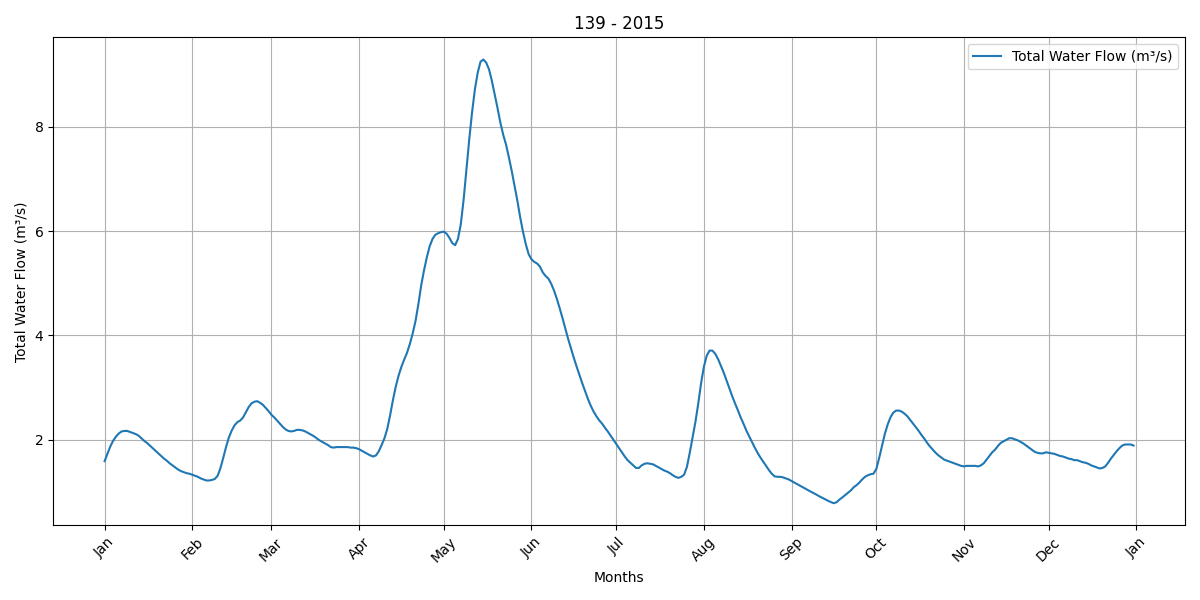 139 - 2015
Total Water Flow (m³/s)
Total Water Flow (m³/s)
8
6
4
2
Jan Feb Mar Apr May Jun Jul Aug Sep Oct Nov Dec Jan
Months